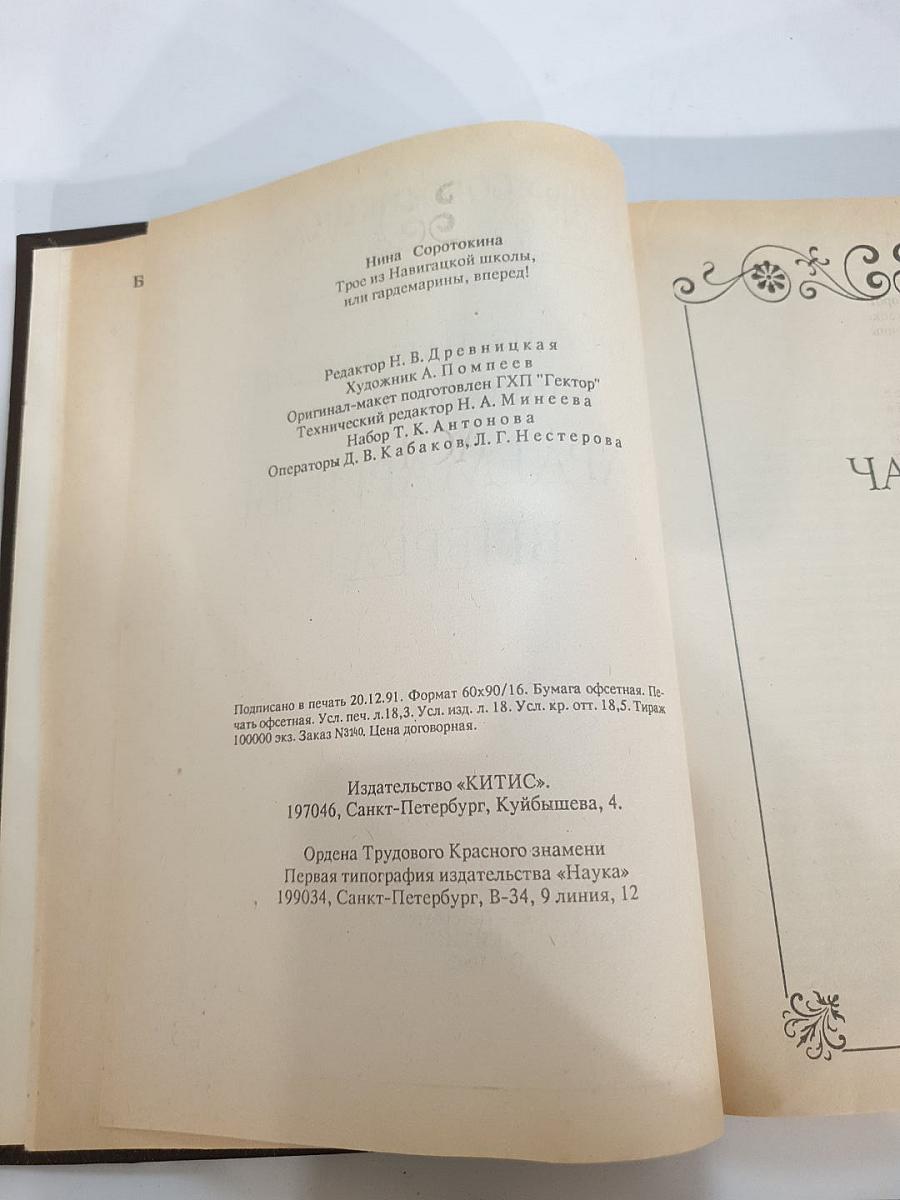 Б
Нина Соротокина
Трое из Навигацкой школы,
или гардемарины, вперед!
Редактор Н. В. Древницкая
Художник А. Помпеев
Оригинал-макет подготовлен ГХП "Гектор"
Технический редактор Н. А. Минеева
Набор Т. К. Антонова
Операторы Д. В. Кабаков, Л. Г. Нестерова
Подписано в печать 20.12.91. Формат 60х90/16. Бумага офсетная. Пе-
чать офсетная. Усл. печ. л.18,3. Усл. изд. л. 18. Усл. кр. отт. 18,5. Тираж
100000 экз. Заказ N3140. Цена договорная.
Издательство «КИТИС».
197046, Санкт-Петербург, Куйбышева, 4.
Ордена Трудового Красного знамени
Первая типография издательства «Наука»
199034, Санкт-Петербург, В-34, 9 линия, 12
ЧА